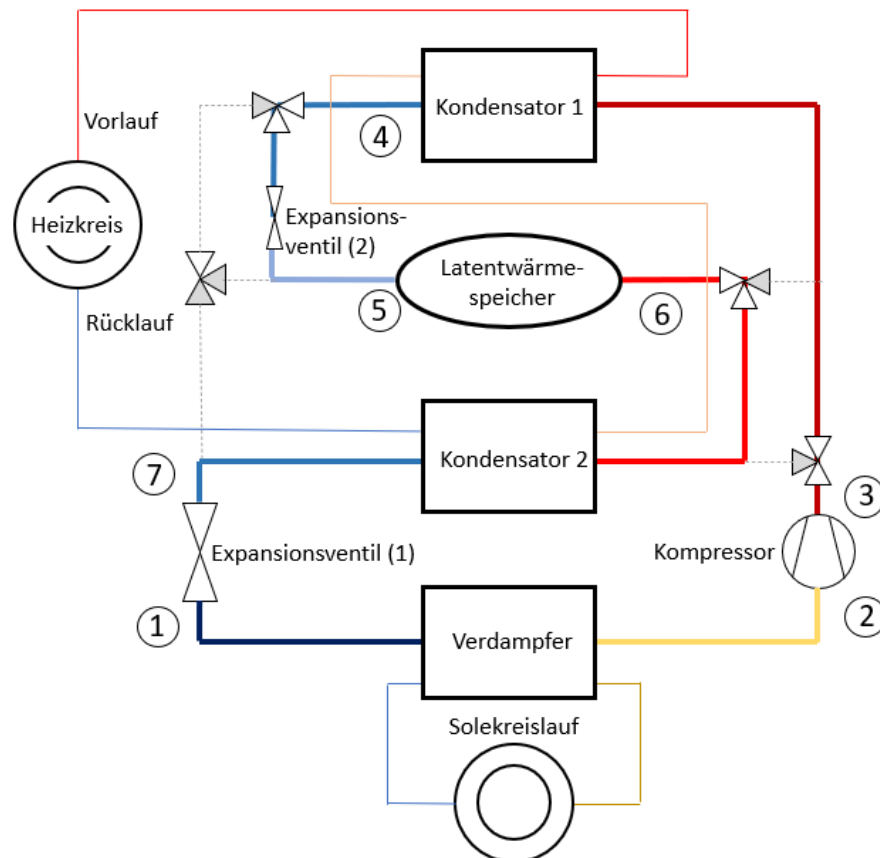 Kondensator 1
Vorlauf
4
Heizkreis
Expansions-
ventil (2)
Latentwärme-
speicher
Rücklauf
5
6
Kondensator 2
7
3
Expansionsventil (1)
Kompressor
1
2
Verdampfer
Solekreislauf